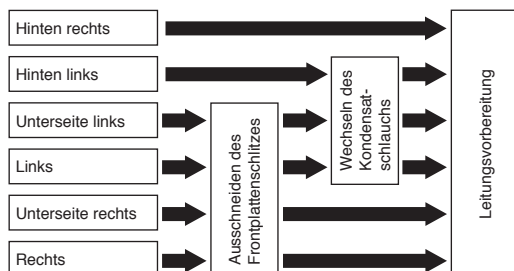 Hinten rechts
Hinten links
Unterseite links
Links
Unterseite rechts
Rechts
Ausschneiden des
Frontplattenschlitzes
Wechseln des
Kondensat-
schlauchs
Leitungsvorbereitung